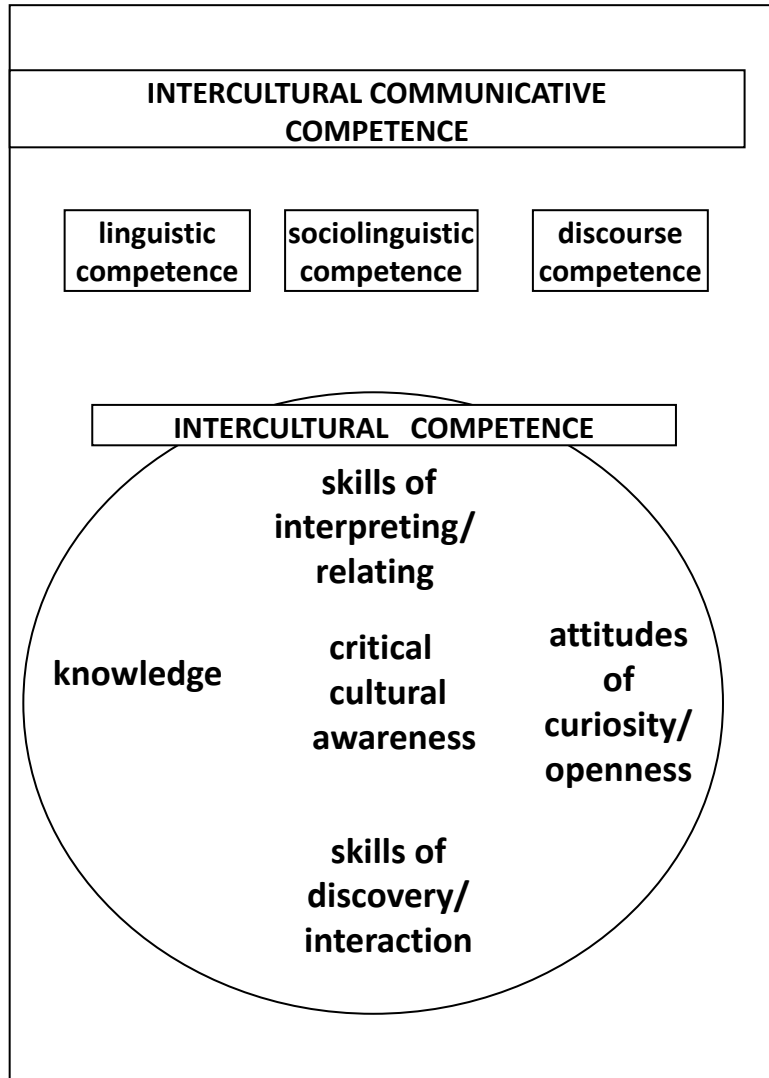 INTERCULTURAL COMMUNICATIVE
COMPETENCE
linguistic
competence
sociolinguistic
competence
discourse
competence
INTERCULTURAL COMPETENCE
skills of
interpreting/
relating
knowledge
critical
cultural
awareness
attitudes
of
curiosity/
openness
skills of
discovery/
interaction